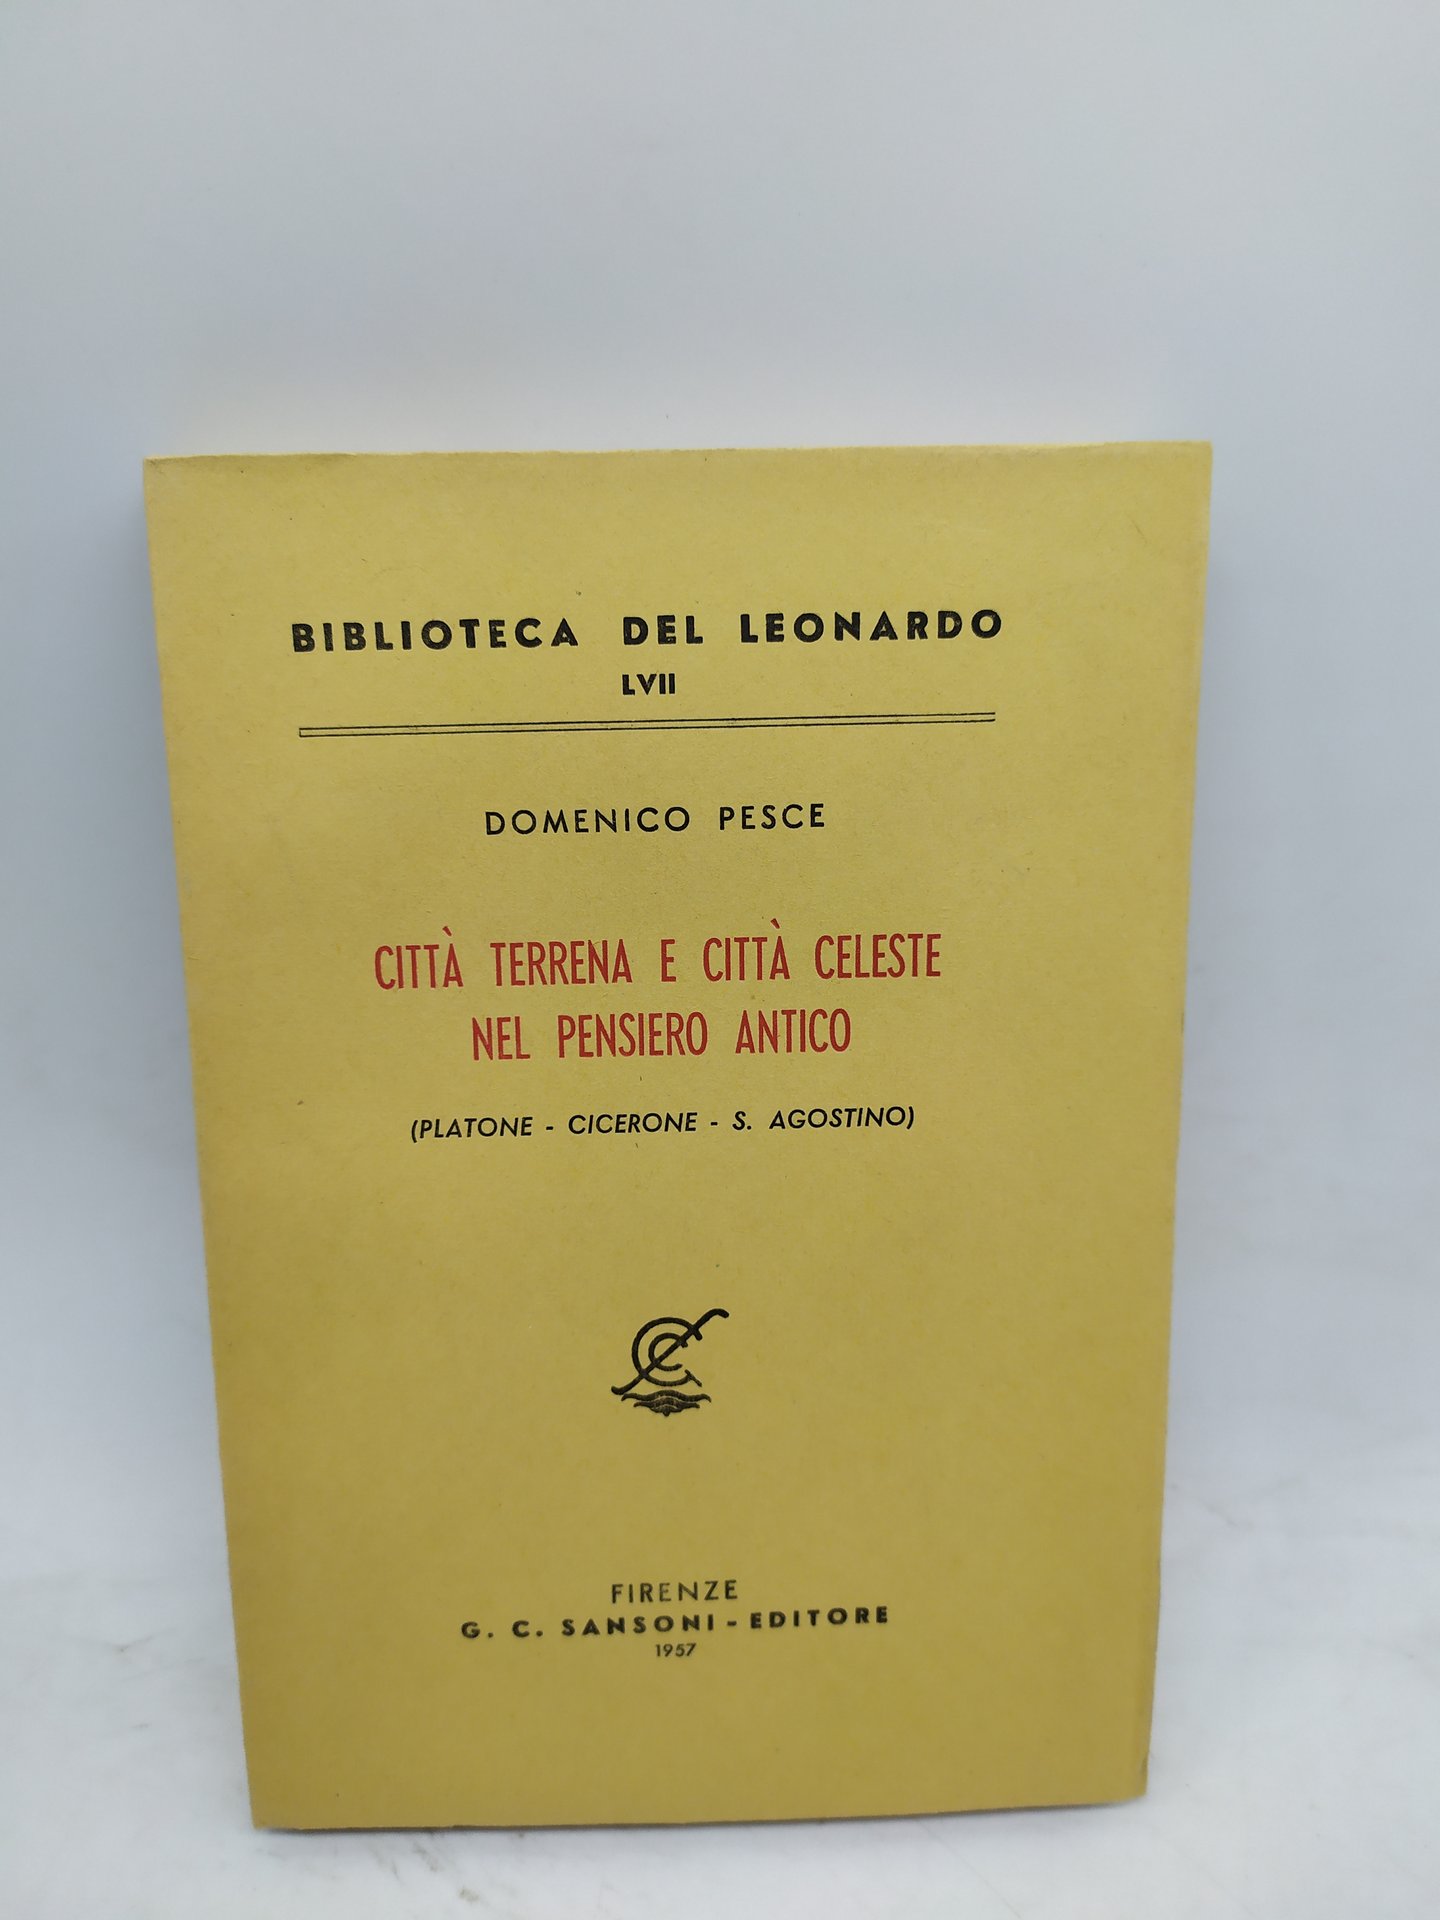 BIBLIOTECA DEL LEONARDO
LVII
DOMENICO PESCE
CITTÀ TERRENA E CITTÀ CELESTE
NEL PENSIERO ANTICO
(PLATONE - CICERONE - S. AGOSTINO)
FIRENZE
G. C. SANSONI - EDITORE
1957